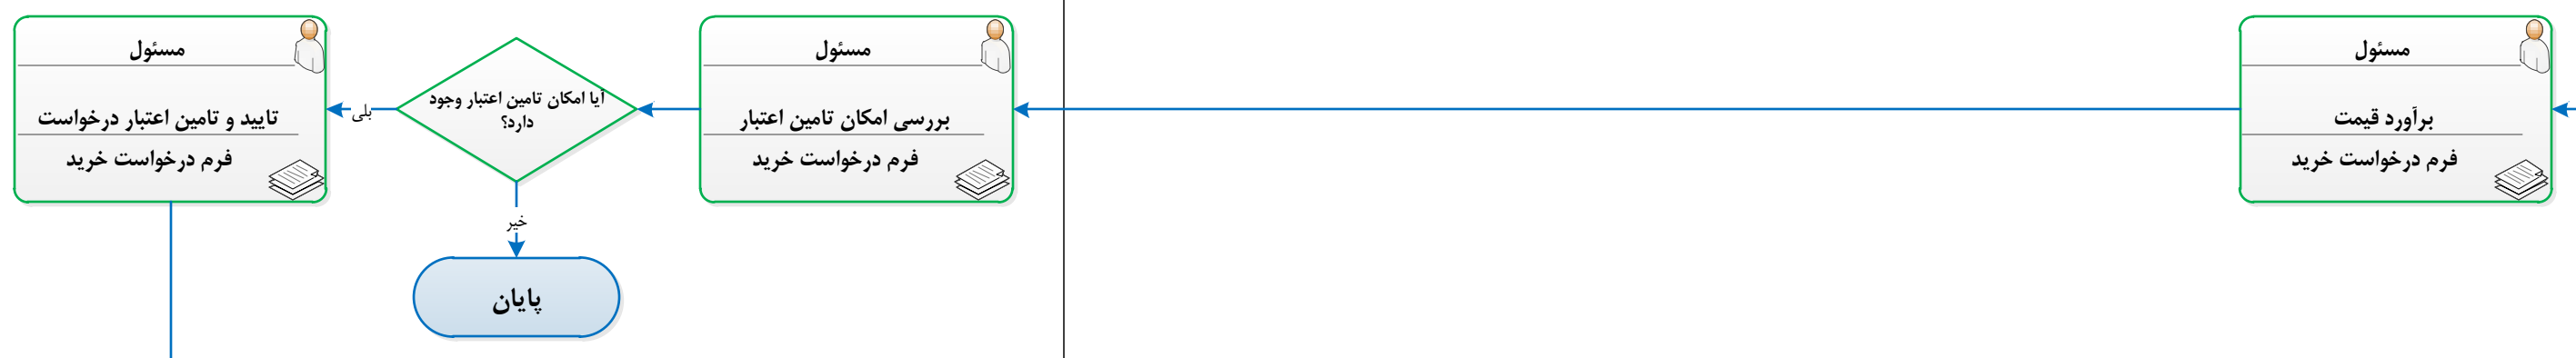 مسئول
برآورد قیمت
فرم درخواست خرید
مسئول
بررسی امکان تامین اعتبار
فرم درخواست خرید
آیا امکان تامین اعتبار وجود
دارد؟
بلی
خیر
پایان
مسئول
تایید و تامین اعتبار درخواست
فرم درخواست خرید